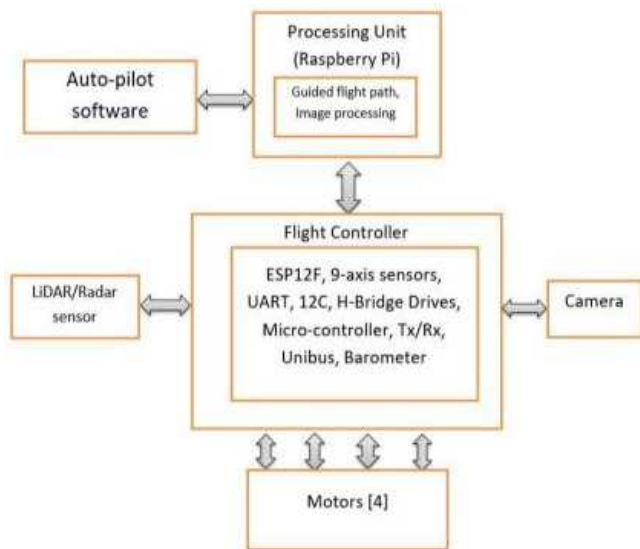 Processing Unit
(Raspberry Pi)
Guided flight path,
Image processing
Auto-pilot
software
Flight Controller
ESP12F, 9-axis sensors,
UART, 12C, H-Bridge Drives,
Micro-controller, Tx/Rx,
Unibus, Barometer
LiDAR/Radar
sensor
Camera
Motors [4]